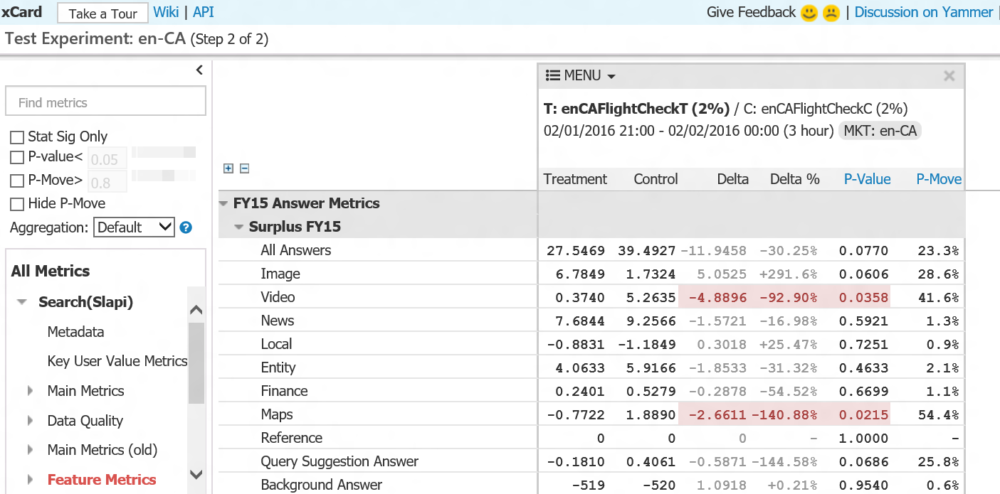 xCard Take a Tour Wiki | API Give Feedback | Discussion on Yammer
Test Experiment: en-CA (Step 2 of 2)
Find metrics
Stat Sig Only
P-value< 0.05
P-Move> 0.8
Hide P-Move
Aggregation: Default ?
All Metrics
Search(Slapi)
Metadata
Key User Value Metrics
Main Metrics
Data Quality
Main Metrics (old)
Feature Metrics
MENU
T: enCAFlightCheckT (2%) / C: enCAFlightCheckC (2%)
02/01/2016 21:00 - 02/02/2016 00:00 (3 hour) MKT: en-CA
Treatment Control Delta Delta % P-Value P-Move
FY15 Answer Metrics
Surplus FY15
All Answers 27.5469 39.4927 -11.9458 -30.25% 0.0770 23.3%
Image 6.7849 1.7324 5.0525 +291.6% 0.0606 28.6%
Video 0.3740 5.2635 -4.8896 -92.90% 0.0358 41.6%
News 7.6844 9.2566 -1.5721 -16.98% 0.5921 1.3%
Local -0.8831 -1.1849 0.3018 +25.47% 0.7251 0.9%
Entity 4.0633 5.9166 -1.8533 -31.32% 0.4633 2.1%
Finance 0.2401 0.5279 -0.2878 -54.52% 0.6699 1.1%
Maps -0.7722 1.8890 -2.6611 -140.88% 0.0215 54.4%
Reference 0 0 0 - 1.0000 -
Query Suggestion Answer -0.1810 0.4061 -0.5871 -144.58% 0.0686 25.8%
Background Answer -519 -520 1.0918 +0.21% 0.9540 0.6%